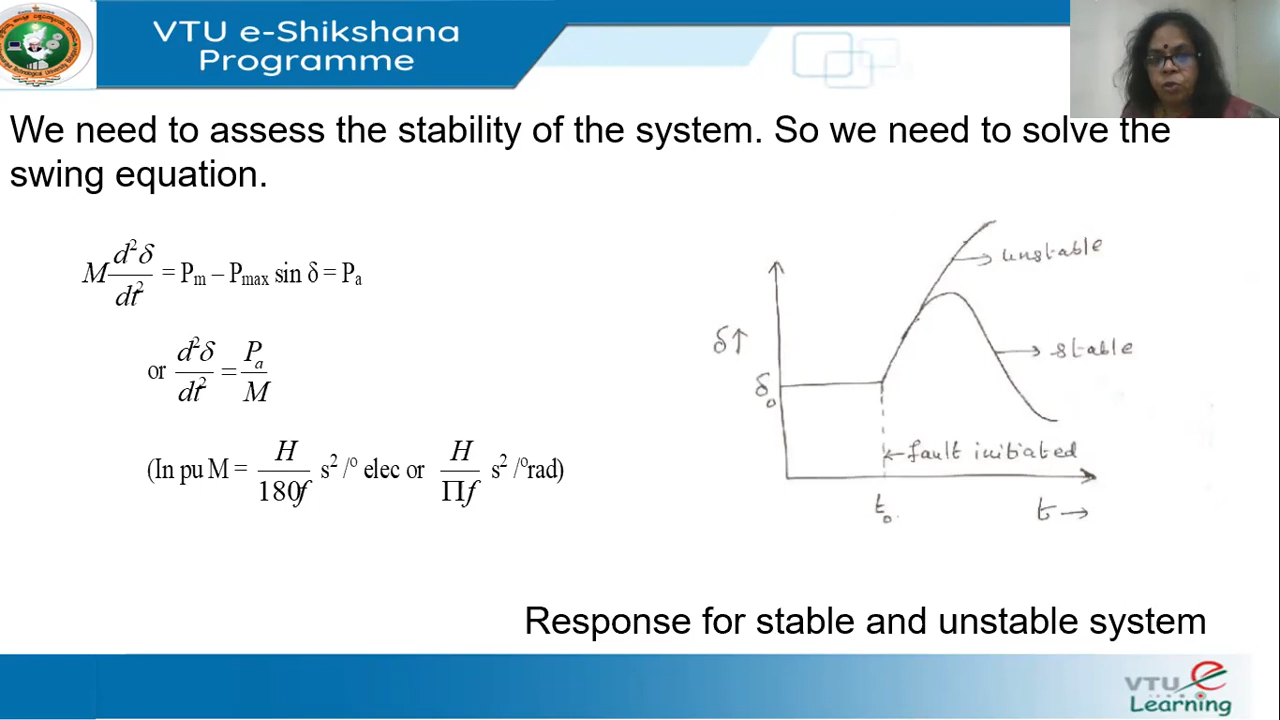 VTU e-Shikshana
Programme
We need to assess the stability of the system. So we need to solve the
swing equation.
M d²δ/dt² = Pm – Pmax sin δ = Pa
or d²δ/dt² = Pa/M
(In pu M = H/180f s² /º elec or H/Πf s² /ºrad)
unstable
δ↑
stable
δ₀
fault initiated
t₀
t →
Response for stable and unstable system
VTU e
Learning